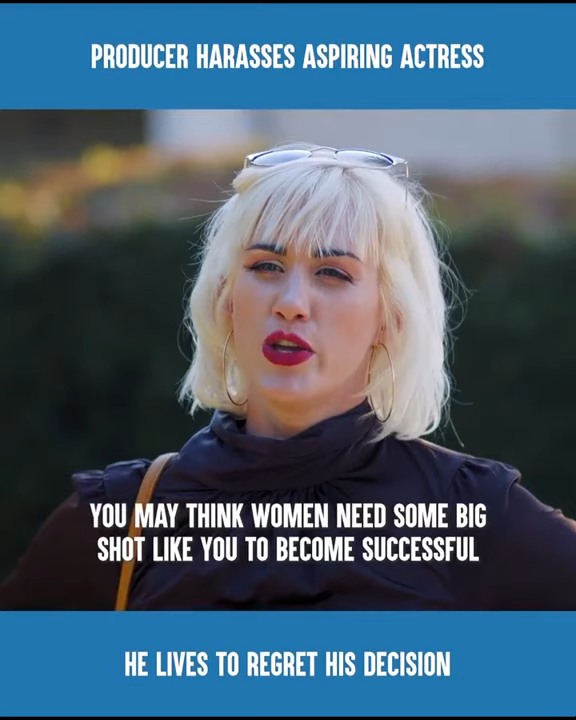 PRODUCER HARASSES ASPIRING ACTRESS
YOU MAY THINK WOMEN NEED SOME BIG
SHOT LIKE YOU TO BECOME SUCCESSFUL
HE LIVES TO REGRET HIS DECISION